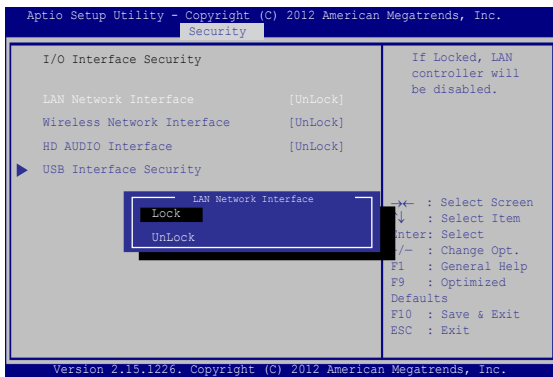 Aptio Setup Utility - Copyright (C) 2012 American Megatrends, Inc.
Security
I/O Interface Security
LAN Network Interface [UnLock]
Wireless Network Interface [UnLock]
HD AUDIO Interface [UnLock]
USB Interface Security
If Locked, LAN
controller will
be disabled.
LAN Network Interface
Lock
UnLock
→← : Select Screen
↑↓ : Select Item
Enter: Select
+/— : Change Opt.
F1 : General Help
F9 : Optimized
Defaults
F10 : Save & Exit
ESC : Exit
Version 2.15.1226. Copyright (C) 2012 American Megatrends, Inc.